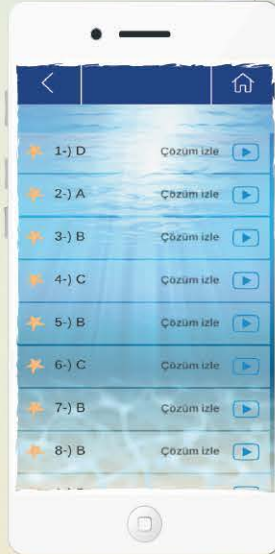 1-) D Çözüm izle
2-) A Çözüm izle
3-) B Çözüm izle
4-) C Çözüm izle
5-) B Çözüm izle
6-) C Çözüm izle
7-) B Çözüm izle
8-) B Çözüm izle